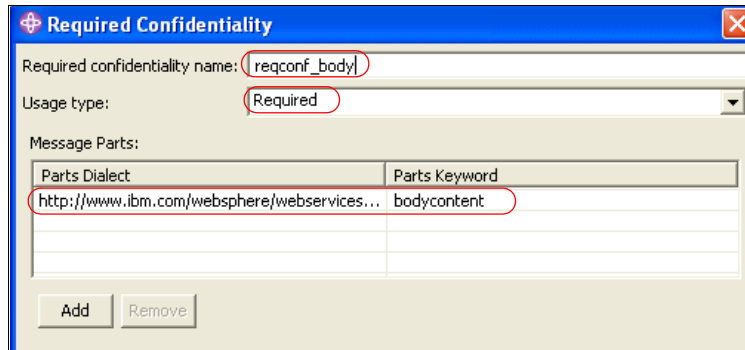 Required Confidentiality
Required confidentiality name: reqconf_body
Usage type: Required
Message Parts:
Parts Dialect Parts Keyword
http://www.ibm.com/websphere/webservices... bodycontent
Add Remove